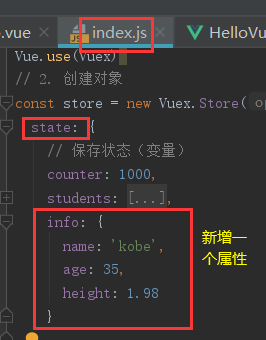 .vue index.js HelloVu
Vue.use(Vuex)
// 2. 创建对象
const store = new Vuex.Store( op
state: {
// 保存状态（变量）
counter: 1000,
students: [...],
info: {
name: 'kobe',
age: 35,
height: 1.98
}
新增一
个属性